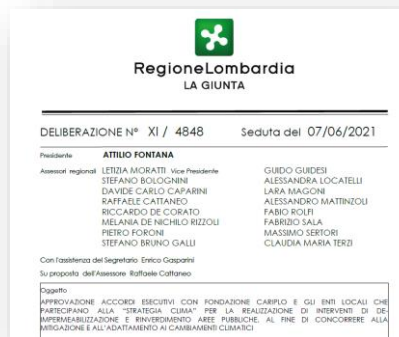 RegioneLombardia
LA GIUNTA
DELIBERAZIONE N° XI / 4848 Seduta del 07/06/2021
Presidente ATTILIO FONTANA
Assessori regionali LETIZIA MORATTI Vice Presidente GUIDO GUIDESI
STEFANO BOLOGNINI ALESSANDRA LOCATELLI
DAVIDE CARLO CAPARINI LARA MAGONI
RAFFAELE CATTANEO ALESSANDRO MATTINZOLI
RICCARDO DE CORATO FABIO ROLFI
MELANIA DE NICHILO RIZZOLI FABRIZIO SALA
PIETRO FORONI MASSIMO SERTORI
STEFANO BRUNO GALLI CLAUDIA MARIA TERZI
Con l'assistenza del Segretario Enrico Gasparini
Su proposta dell'Assessore Raffaele Cattaneo
Oggetto
APPROVAZIONE ACCORDI ESECUTIVI CON FONDAZIONE CARIPLO E GLI ENTI LOCALI CHE
PARTECIPANO ALLA "STRATEGIA CLIMA" PER LA REALIZZAZIONE DI INTERVENTI DI DE-
IMPERMEABILIZZAZIONE E RINVERDIMENTO AREE PUBBLICHE, AL FINE DI CONCORRERE ALLA
MITIGAZIONE E ALL'ADATTAMENTO AI CAMBIAMENTI CLIMATICI